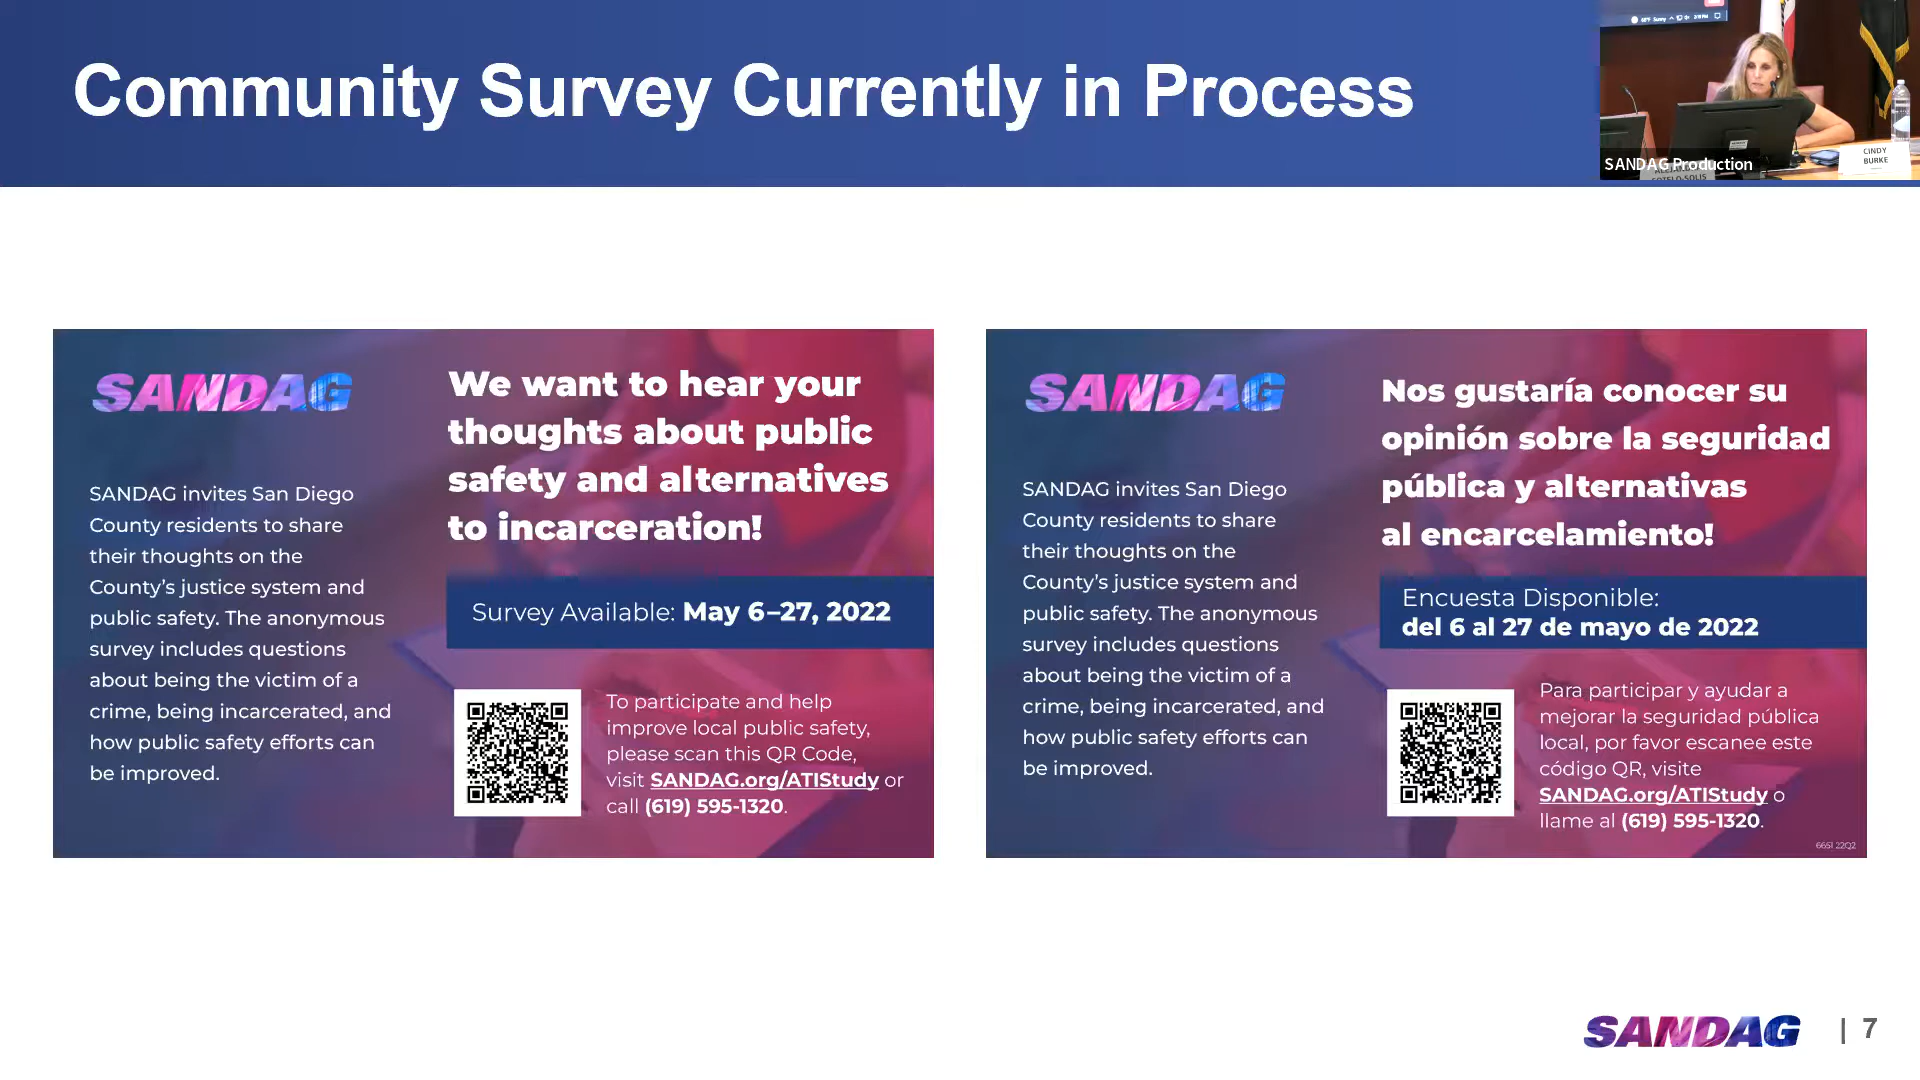 Community Survey Currently in Process
SANDAG Production
CINDY
BURKE
SANDAG
SANDAG invites San Diego
County residents to share
their thoughts on the
County's justice system and
public safety. The anonymous
survey includes questions
about being the victim of a
crime, being incarcerated, and
how public safety efforts can
be improved.
We want to hear your
thoughts about public
safety and alternatives
to incarceration!
Survey Available: May 6–27, 2022
To participate and help
improve local public safety,
please scan this QR Code,
visit SANDAG.org/ATIStudy or
call (619) 595-1320.
SANDAG
SANDAG invites San Diego
County residents to share
their thoughts on the
County's justice system and
public safety. The anonymous
survey includes questions
about being the victim of a
crime, being incarcerated, and
how public safety efforts can
be improved.
Nos gustaría conocer su
opinión sobre la seguridad
pública y alternativas
al encarcelamiento!
Encuesta Disponible:
del 6 al 27 de mayo de 2022
Para participar y ayudar a
mejorar la seguridad pública
local, por favor escanee este
código QR, visite
SANDAG.org/ATIStudy o
llame al (619) 595-1320.
6651 22Q2
SANDAG | 7